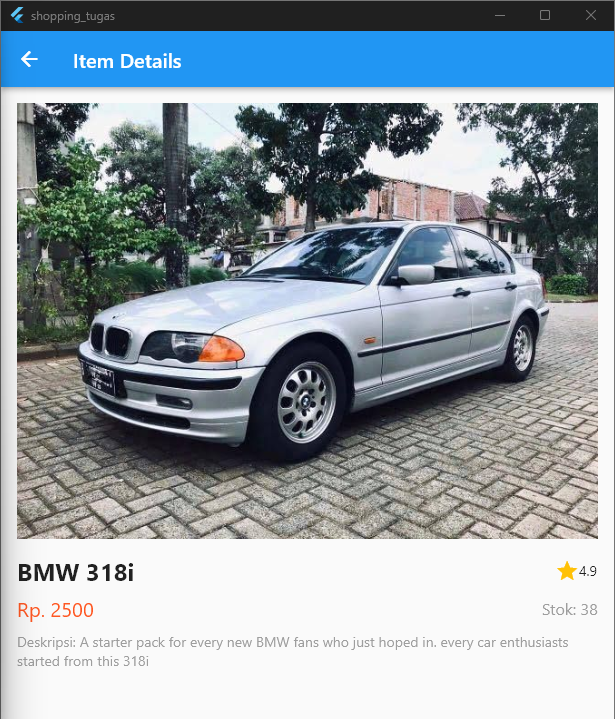 shopping_tugas
Item Details
BMW 318i
4.9
Rp. 2500
Stok: 38
Deskripsi: A starter pack for every new BMW fans who just hoped in. every car enthusiasts
started from this 318i